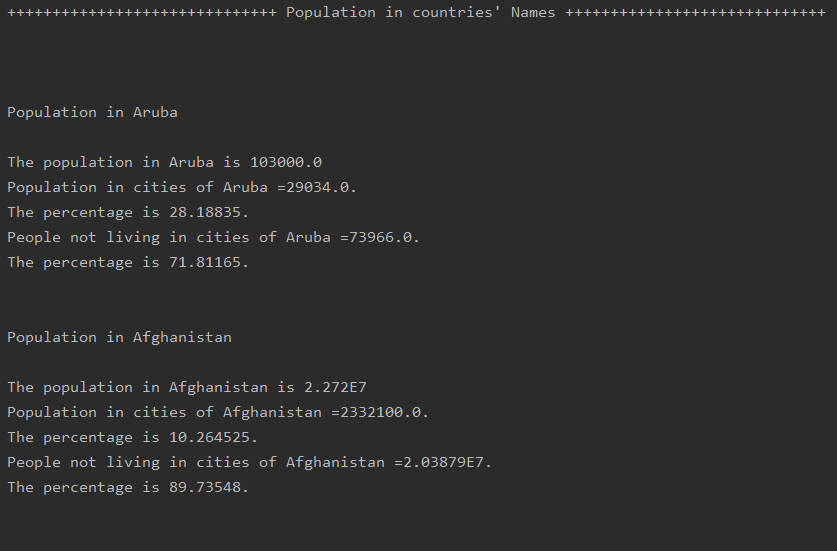 ++++++++++++++++++++++++++++++ Population in countries' Names +++++++++++++++++++++++++++++
Population in Aruba
The population in Aruba is 103000.0
Population in cities of Aruba =29034.0.
The percentage is 28.18835.
People not living in cities of Aruba =73966.0.
The percentage is 71.81165.
Population in Afghanistan
The population in Afghanistan is 2.272E7
Population in cities of Afghanistan =2332100.0.
The percentage is 10.264525.
People not living in cities of Afghanistan =2.03879E7.
The percentage is 89.73548.